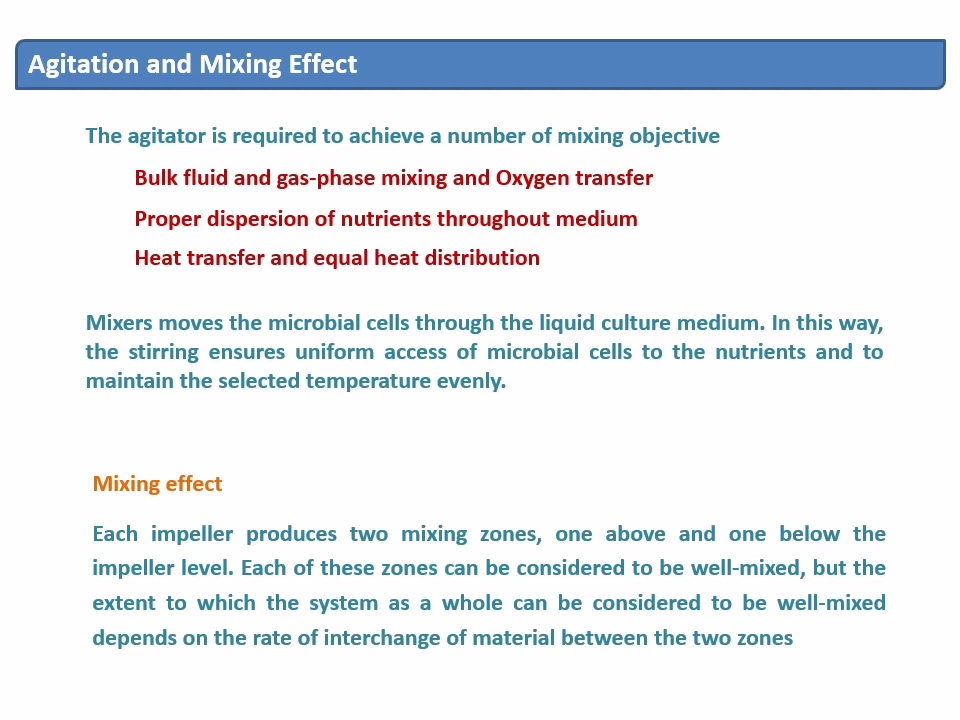 Agitation and Mixing Effect
The agitator is required to achieve a number of mixing objective
Bulk fluid and gas-phase mixing and Oxygen transfer
Proper dispersion of nutrients throughout medium
Heat transfer and equal heat distribution
Mixers moves the microbial cells through the liquid culture medium. In this way,
the stirring ensures uniform access of microbial cells to the nutrients and to
maintain the selected temperature evenly.
Mixing effect
Each impeller produces two mixing zones, one above and one below the
impeller level. Each of these zones can be considered to be well-mixed, but the
extent to which the system as a whole can be considered to be well-mixed
depends on the rate of interchange of material between the two zones